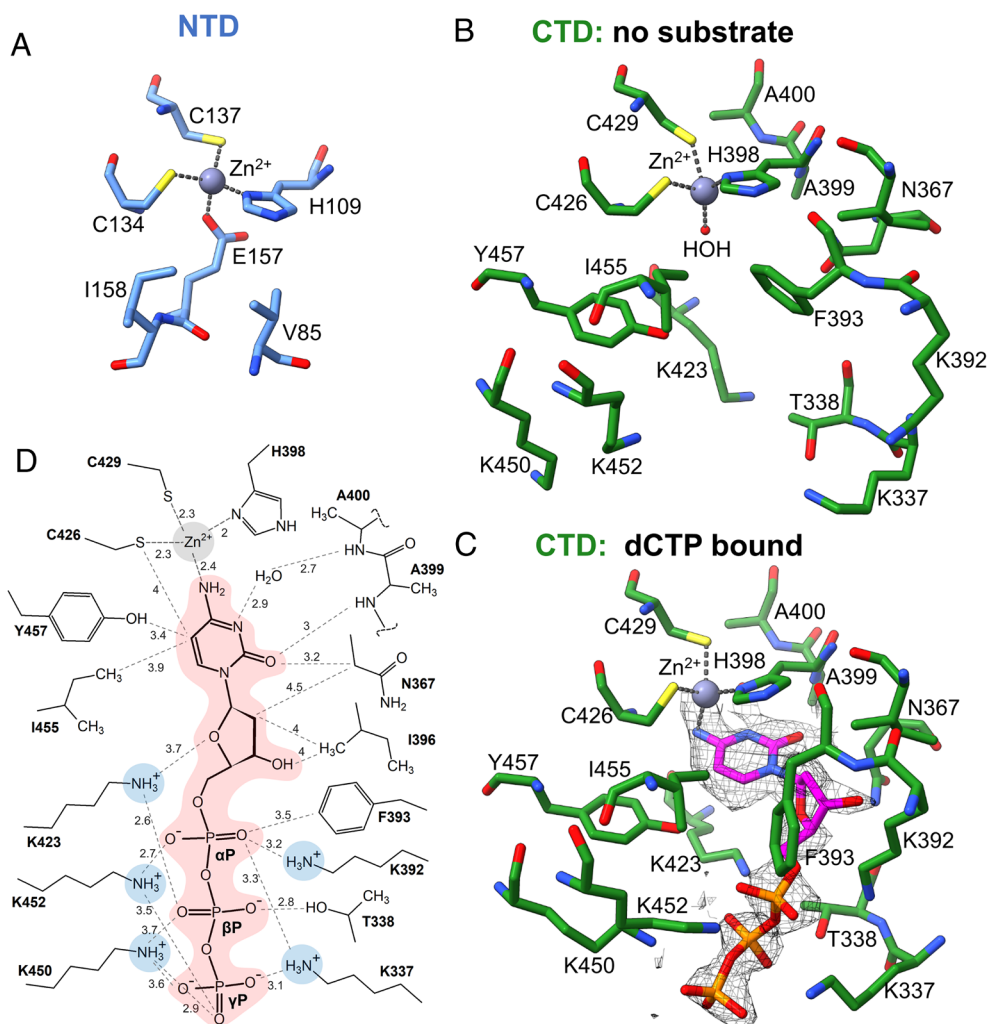 A
NTD
C137
Zn2+
C134
H109
E157
I158
V85
B
CTD: no substrate
A400
C429
Zn2+
H398
A399
N367
C426
HOH
Y457
I455
F393
K423
K392
T338
K450
K452
K337
D
C429
H398
S
2.3
N
2
NH
A400
C426
S
Zn2+
H3C
2.3
2.4
H2O
2.7
HN
O
A399
4
NH2
2.9
CH3
Y457
OH
3.4
N
3
HN
3.9
N
O
3.2
O
CH3
4.5
N367
NH2
I455
CH3
4
H3C
I396
3.7
O
OH
4
CH3
NH3+
O
3.5
F393
K423
2.6
O-
P
O
αP
3.2
H3N+
K392
2.7
K452
NH3+
O
3.3
2.8
HO
T338
3.5
O
P
O-
βP
3.7
K450
NH3+
O
H3N+
K337
O-
P
O-
γP
3.1
3.6
2.9
O
C
CTD: dCTP bound
A400
C429
Zn2+
H398
A399
C426
N367
Y457
I455
K392
K423
F393
K452
T338
K450
K337